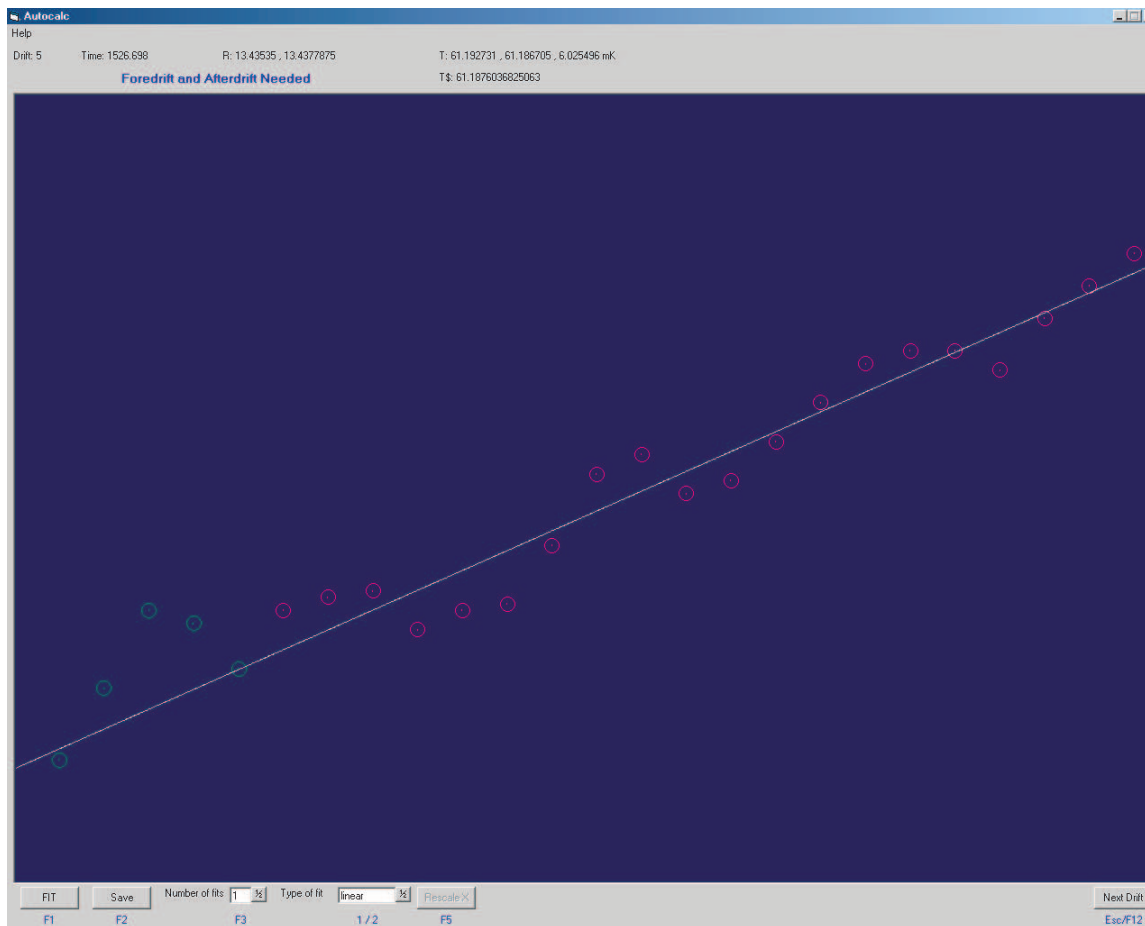 Autocalc
Help
Drift: 5 Time: 1526.698 R: 13.43535 , 13.4377875 T: 61.192731 , 61.186705 , 6.025496 mK
Foredrift and Afterdrift Needed T$: 61.1876036825063
FIT Save Number of fits 1 ½ Type of fit linear ½ Rescale X Next Drift
F1 F2 F3 1 / 2 F5 Esc/F12